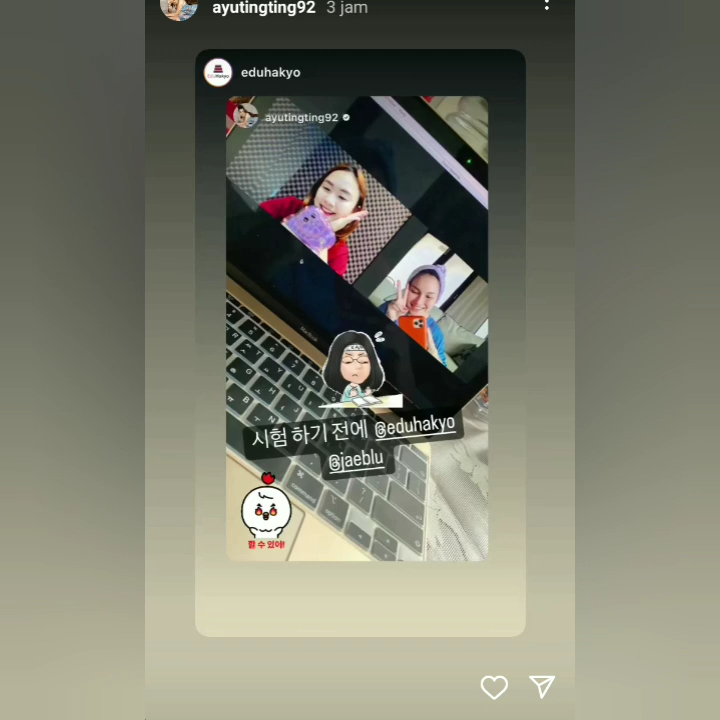 ayutingting92 3 jam
eduhakyo
ayutingting92
시험 하기 전에 @eduhakyo
@jaeblu
할 수 있어!